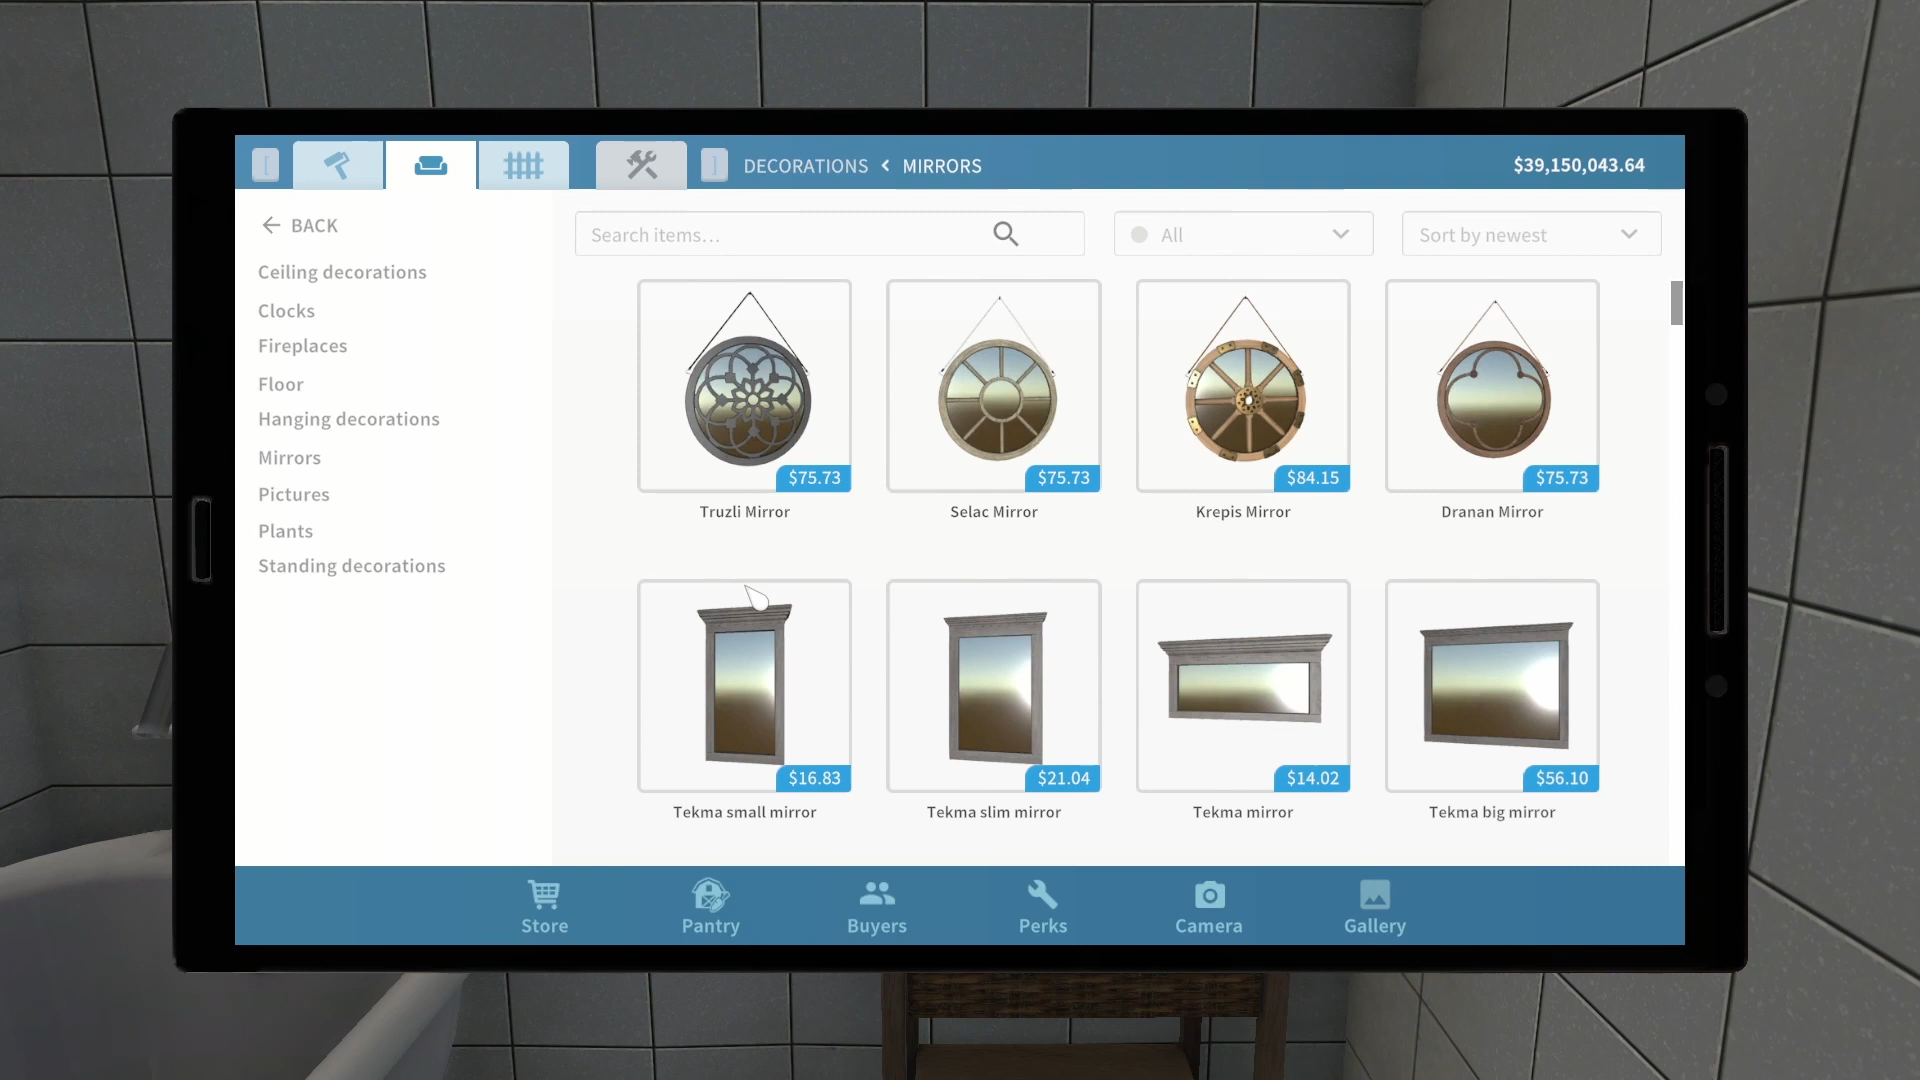 [
]
DECORATIONS < MIRRORS
$39,150,043.64
BACK
Search items...
All
Sort by newest
Ceiling decorations
Clocks
Fireplaces
Floor
Hanging decorations
Mirrors
Pictures
Plants
Standing decorations
$75.73
$75.73
$84.15
$75.73
Truzli Mirror
Selac Mirror
Krepis Mirror
Dranan Mirror
$16.83
$21.04
$14.02
$56.10
Tekma small mirror
Tekma slim mirror
Tekma mirror
Tekma big mirror
Store
Pantry
Buyers
Perks
Camera
Gallery